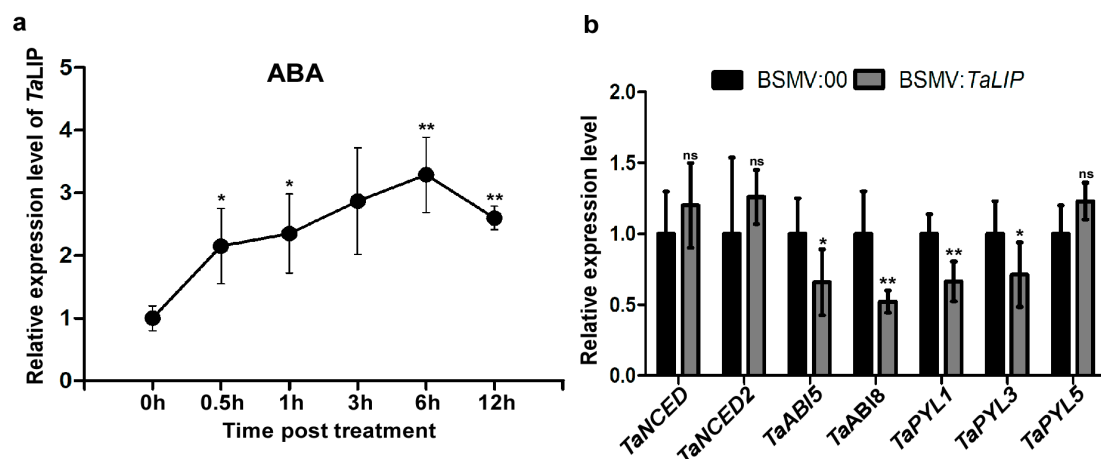 a
ABA
Relative expression level of TaLIP
5
4
3
2
1
0
*
*
**
**
0h 0.5h 1h 3h 6h 12h
Time post treatment
b
BSMV:00 BSMV:TaLIP
Relative expression level
2.0
1.5
1.0
0.5
0.0
ns
ns
*
**
**
*
ns
TaNCED
TaNCED2
TaABI5
TaABI8
TaPYL1
TaPYL3
TaPYL5